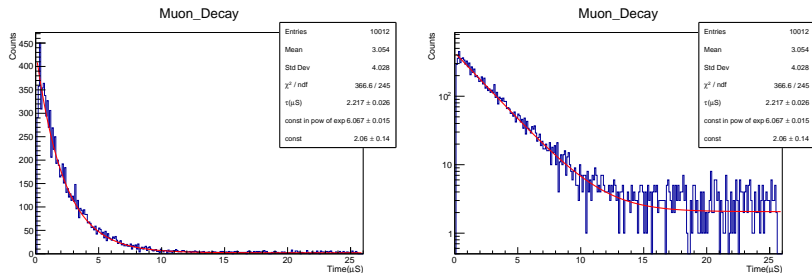 Muon_Decay
Counts
450
400
350
300
250
200
150
100
50
0
5
10
15
20
25
Time(μS)
Entries 10012
Mean 3.054
Std Dev 4.028
χ² / ndf 366.6 / 245
τ(μS) 2.217 ± 0.026
const in pow of exp 6.067 ± 0.015
const 2.06 ± 0.14
Muon_Decay
Counts
10²
10
1
0
5
10
15
20
25
Time(μS)
Entries 10012
Mean 3.054
Std Dev 4.028
χ² / ndf 366.6 / 245
τ(μS) 2.217 ± 0.026
const in pow of exp 6.067 ± 0.015
const 2.06 ± 0.14